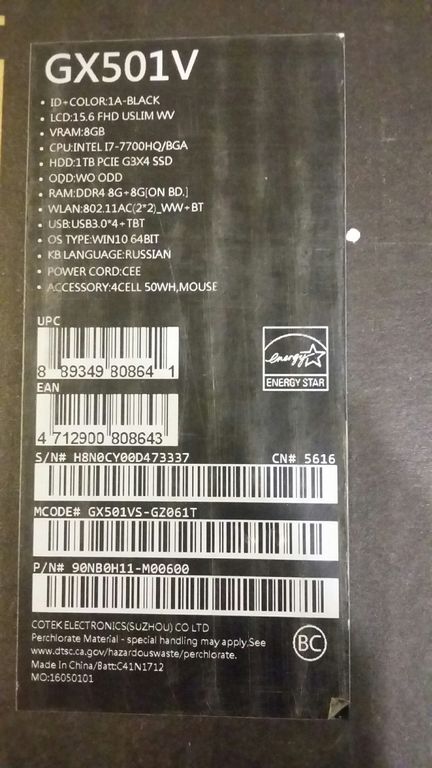 GX501V
• ID+COLOR:1A-BLACK
• LCD:15.6 FHD USLIM WV
• VRAM:8GB
• CPU:INTEL I7-7700HQ/BGA
• HDD:1TB PCIE G3X4 SSD
• ODD:WO ODD
• RAM:DDR4 8G+8G[ON BD.]
• WLAN:802.11AC(2*2)_WW+BT
• USB:USB3.0*4+TBT
• OS TYPE:WIN10 64BIT
• KB LANGUAGE:RUSSIAN
• POWER CORD:CEE
• ACCESSORY:4CELL 50WH,MOUSE
UPC
8 89349 80864 1
energy
ENERGY STAR
EAN
4 712900 808643
S/N# H8N0CY00D473337 CN# 5616
MCODE# GX501VS-GZ061T
P/N# 90NB0H11-M00600
COTEK ELECTRONICS(SUZHOU) CO LTD
Perchlorate Material - special handling may apply,See
www.dtsc.ca.gov/hazardouswaste/perchlorate.
BC
Made In China/Batt:C41N1712
MO:16050101